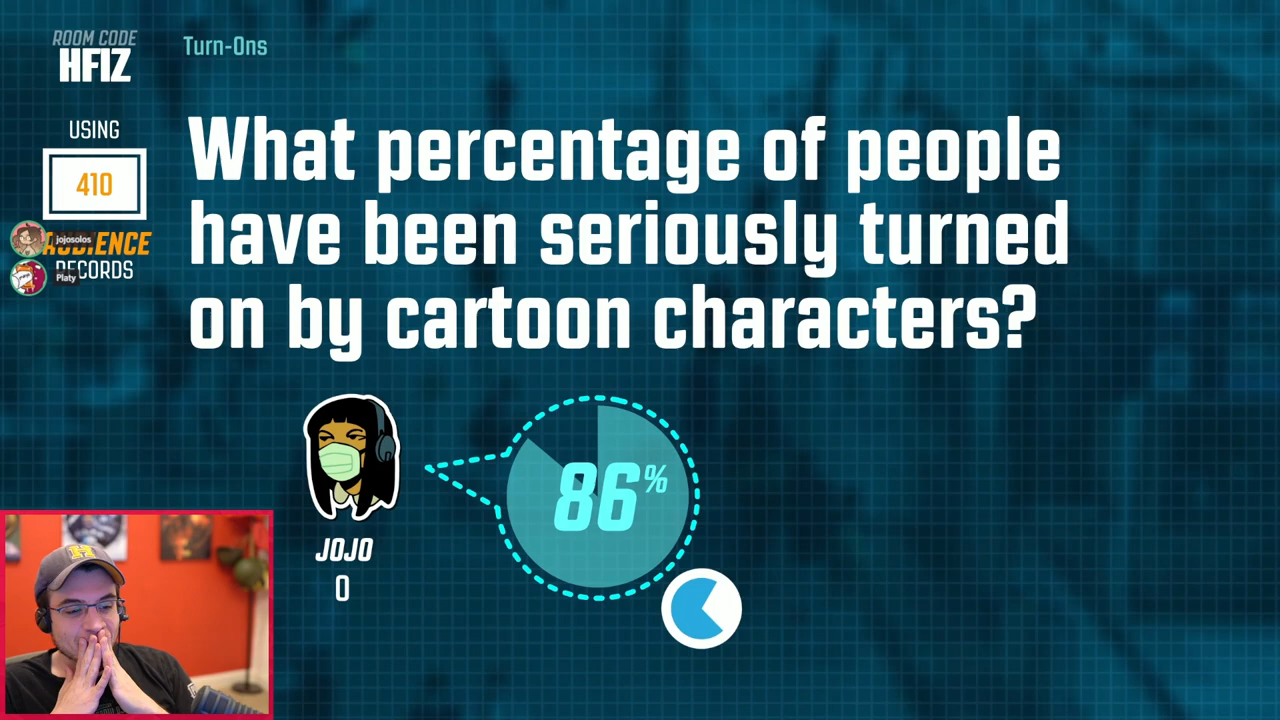 ROOM CODE
HFIZ
Turn-Ons
USING
410
AUDIENCE
RECORDS
jojosolos
Platy
What percentage of people
have been seriously turned
on by cartoon characters?
86%
JOJO
0
H